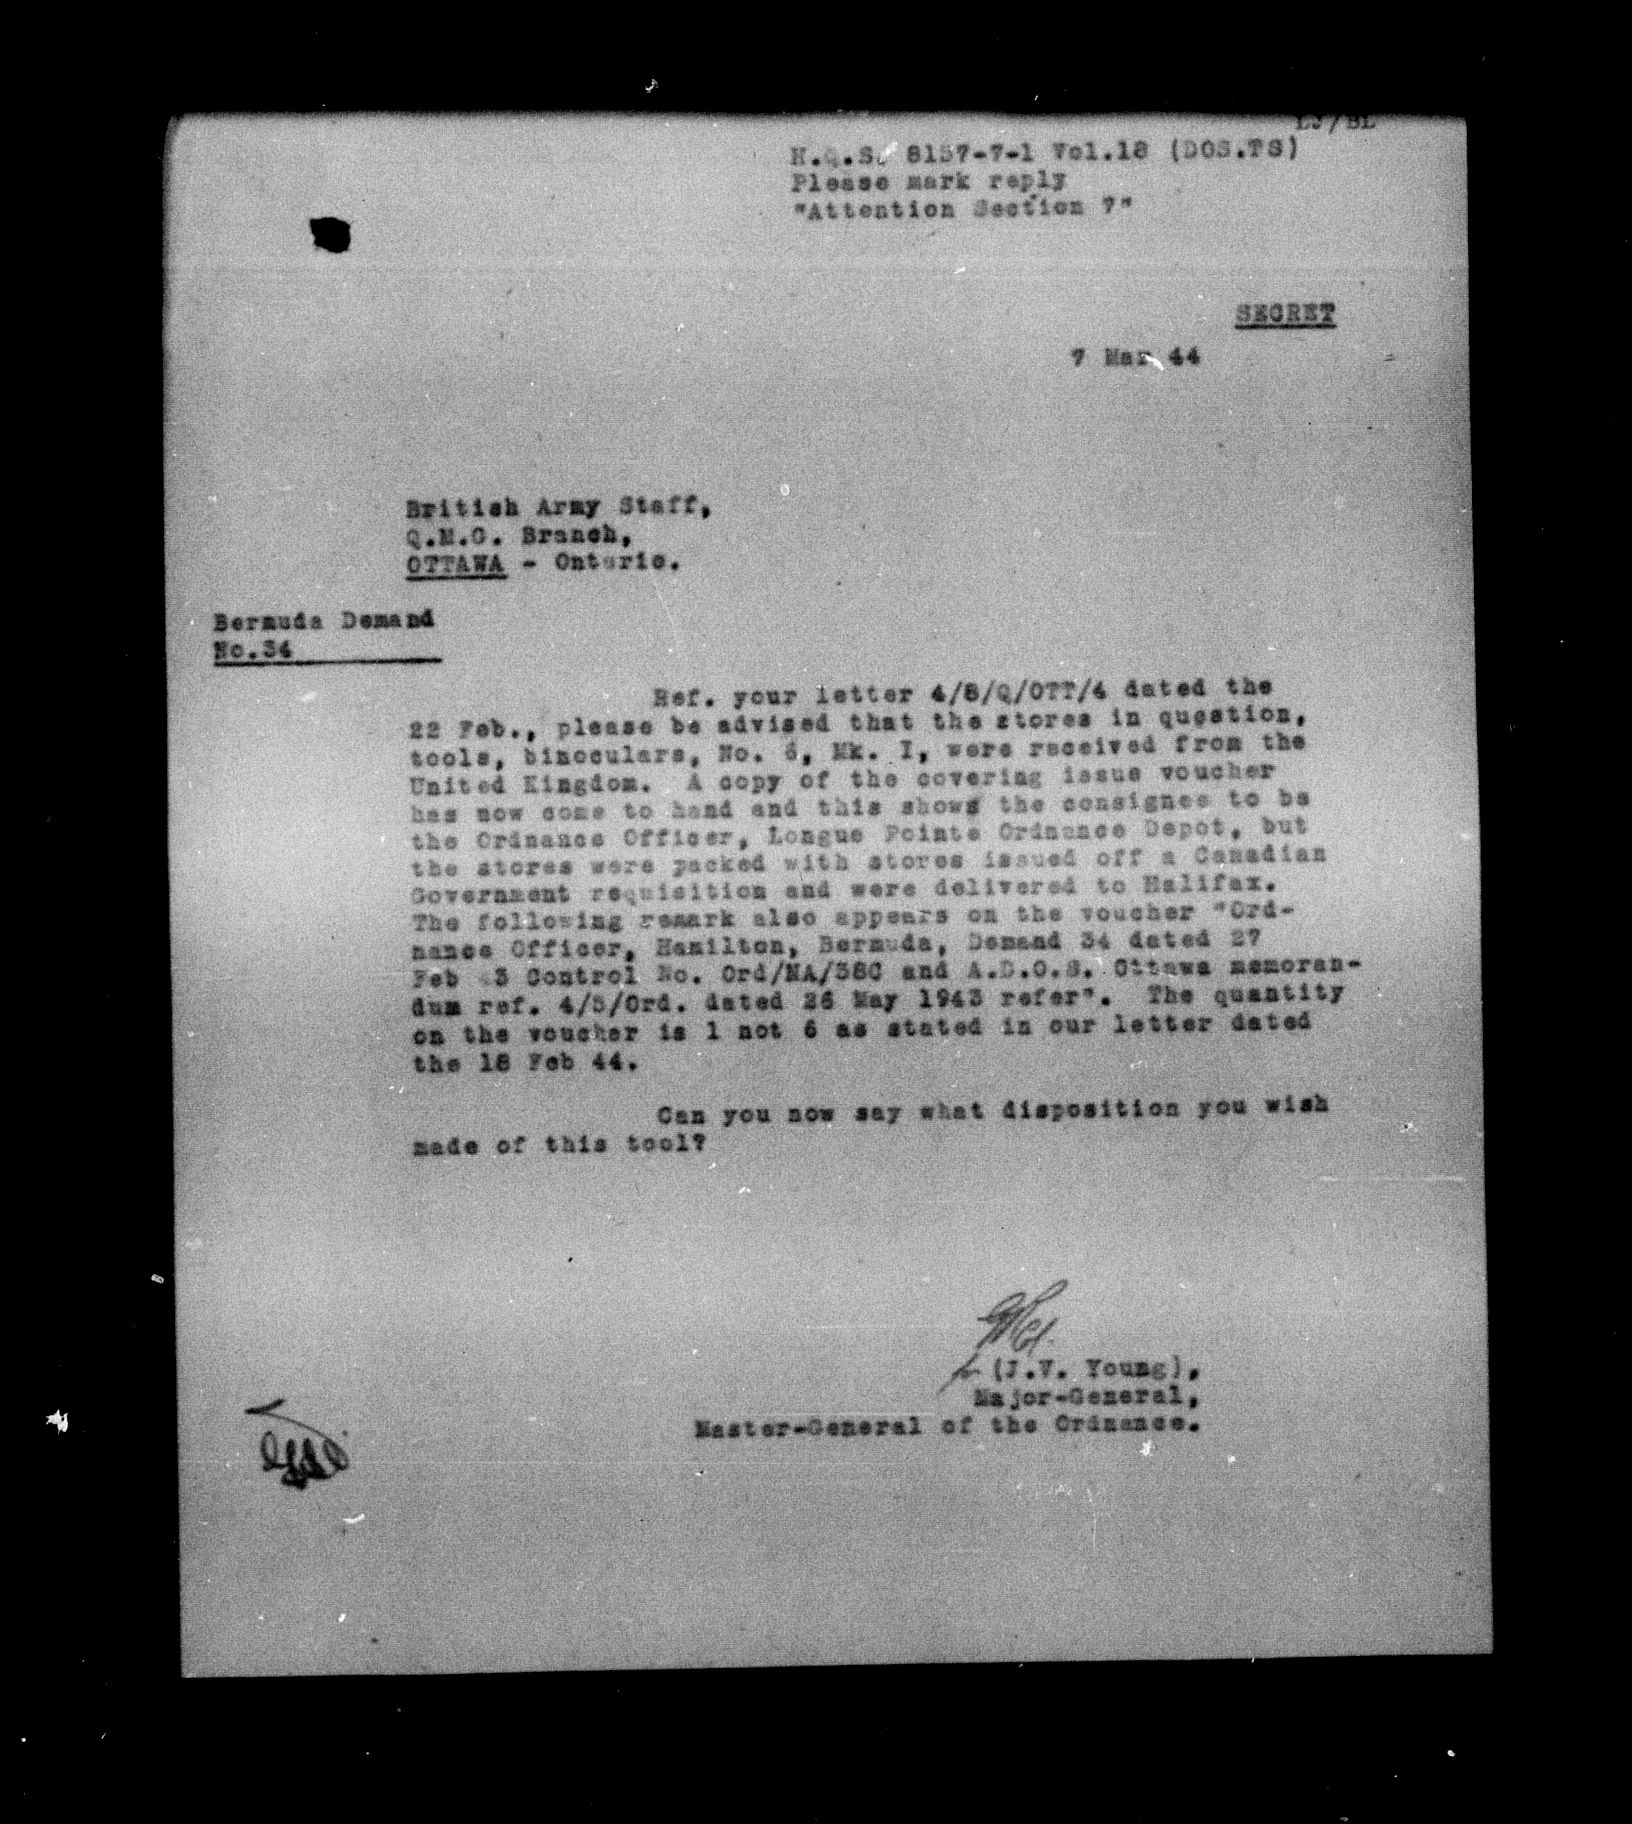 LJ/BL
H.Q.S. 8157-7-1 Vol.18 (DOS.TS)
Please mark reply
"Attention Section 7"
SECRET
7 Mar 44
British Army Staff,
Q.M.G. Branch,
OTTAWA - Ontario.
Bermuda Demand
No.34
Ref. your letter 4/8/Q/OTT/4 dated the
22 Feb., please be advised that the stores in question,
tools, binoculars, No. 6, Mk. I, were received from the
United Kingdom. A copy of the covering issue voucher
has now come to hand and this shows the consignee to be
the Ordnance Officer, Longue Pointe Ordnance Depot, but
the stores were packed with stores issued off a Canadian
Government requisition and were delivered to Halifax.
The following remark also appears on the voucher "Ord-
nance Officer, Hamilton, Bermuda, Demand 34 dated 27
Feb 43 Control No. Ord/NA/38C and A.D.O.S. Ottawa memoran-
dum ref. 4/5/Ord. dated 26 May 1943 refer". The quantity
on the voucher is 1 not 6 as stated in our letter dated
the 18 Feb 44.
Can you now say what disposition you wish
made of this tool?
(J.V. Young),
Major-General,
Master-General of the Ordnance.